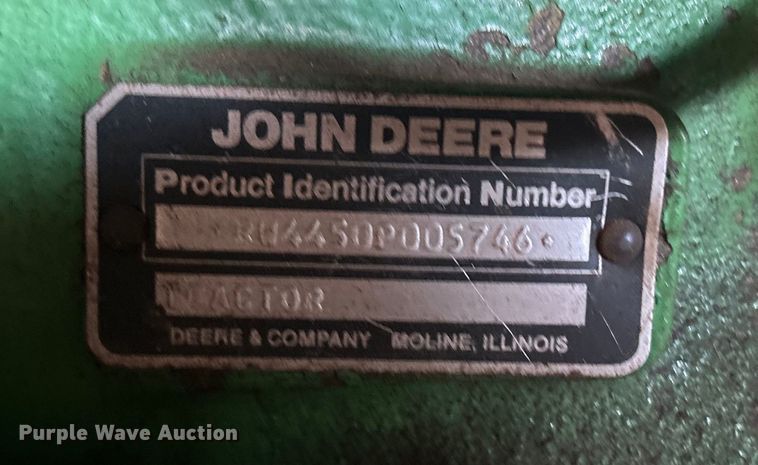 JOHN DEERE
Product Identification Number
RW4450P005746
TRACTOR
DEERE & COMPANY MOLINE, ILLINOIS
Purple Wave Auction